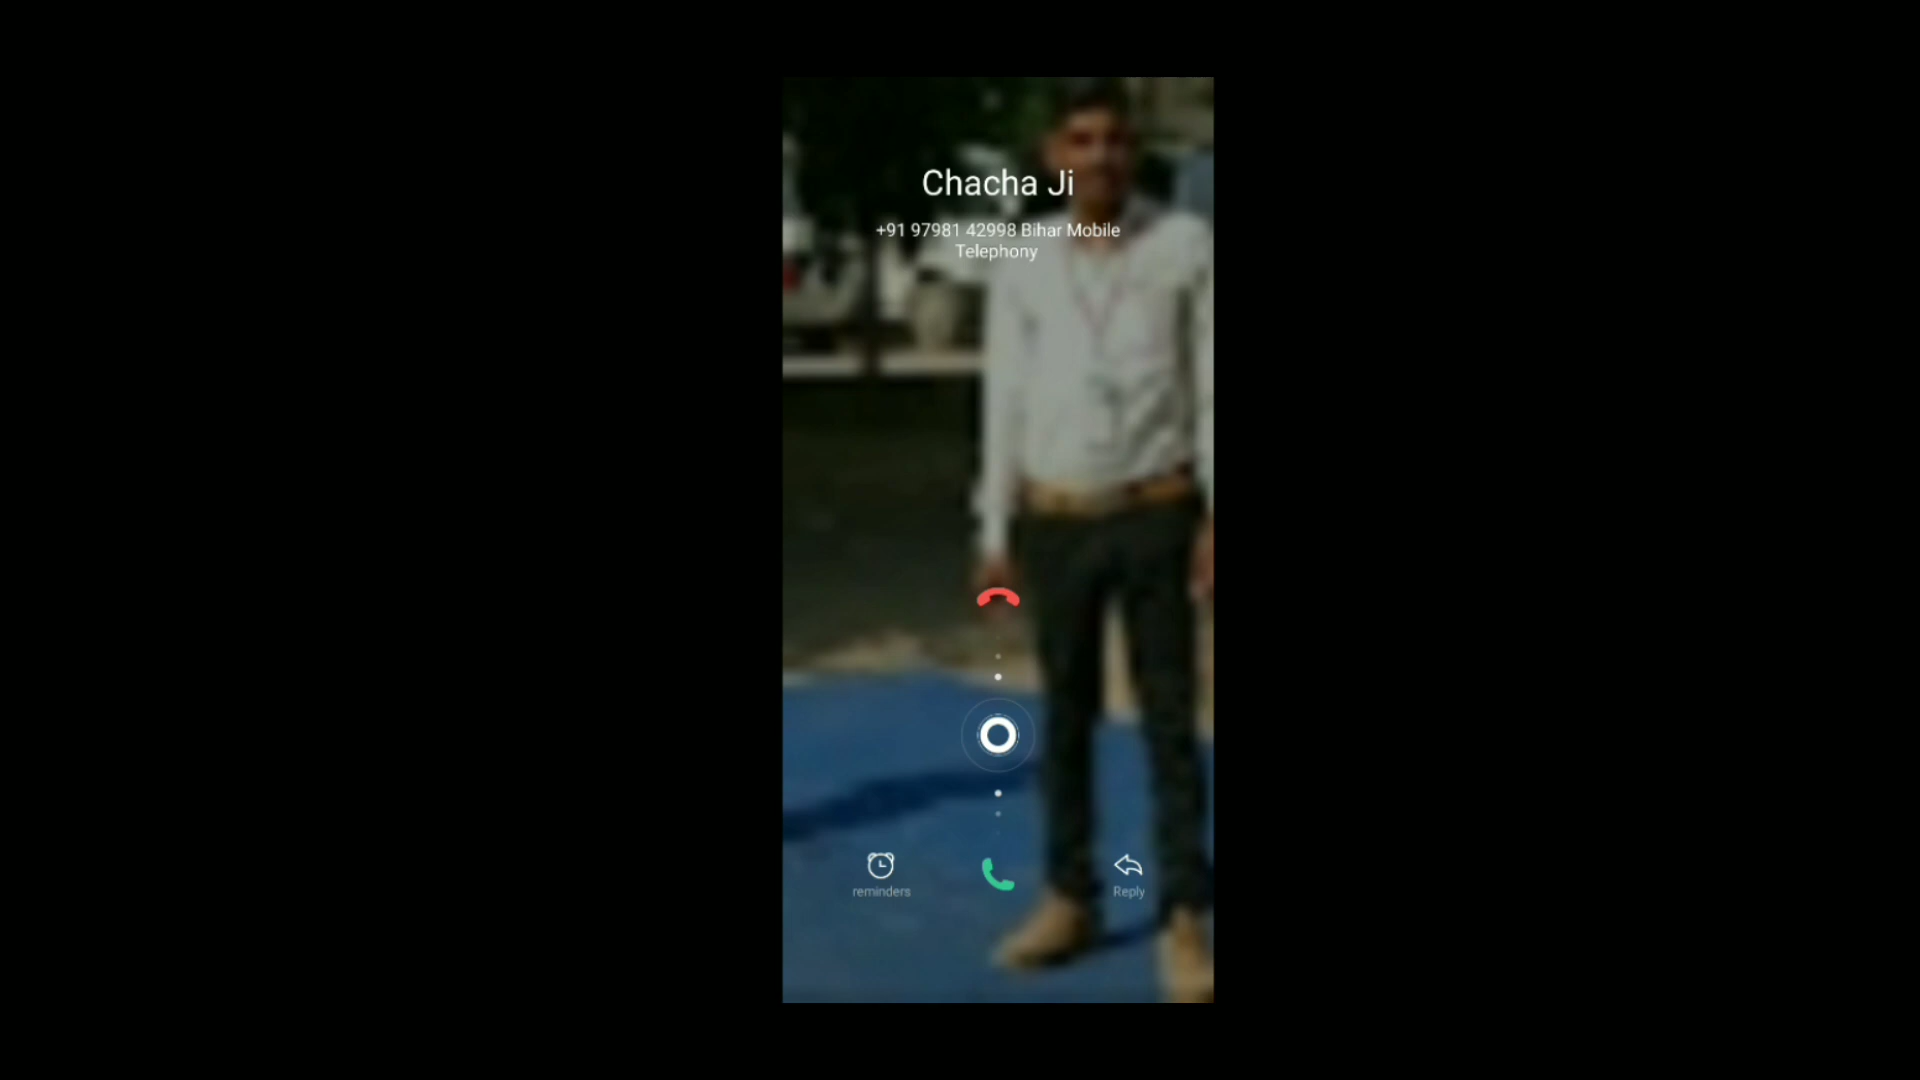 Chacha Ji
+91 97981 42998 Bihar Mobile
Telephony
reminders
Reply